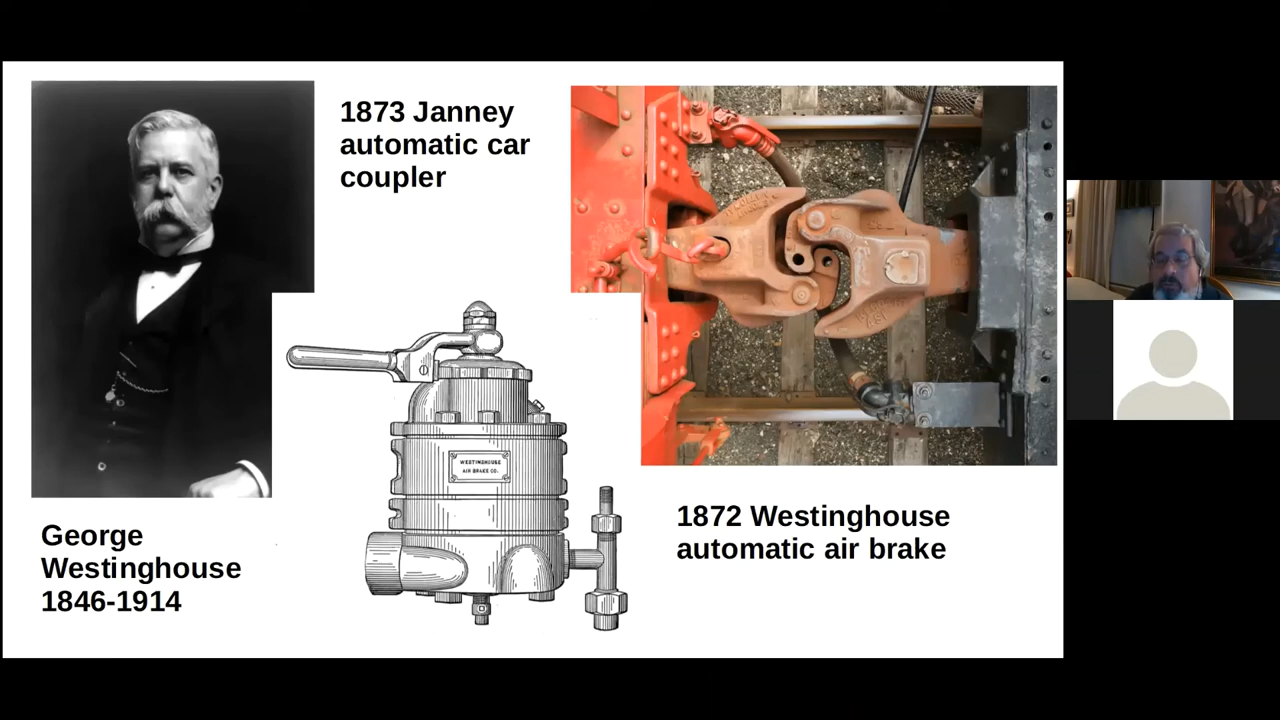 1873 Janney
automatic car
coupler
WESTINGHOUSE
AIR BRAKE CO.
George
Westinghouse
1846-1914
1872 Westinghouse
automatic air brake